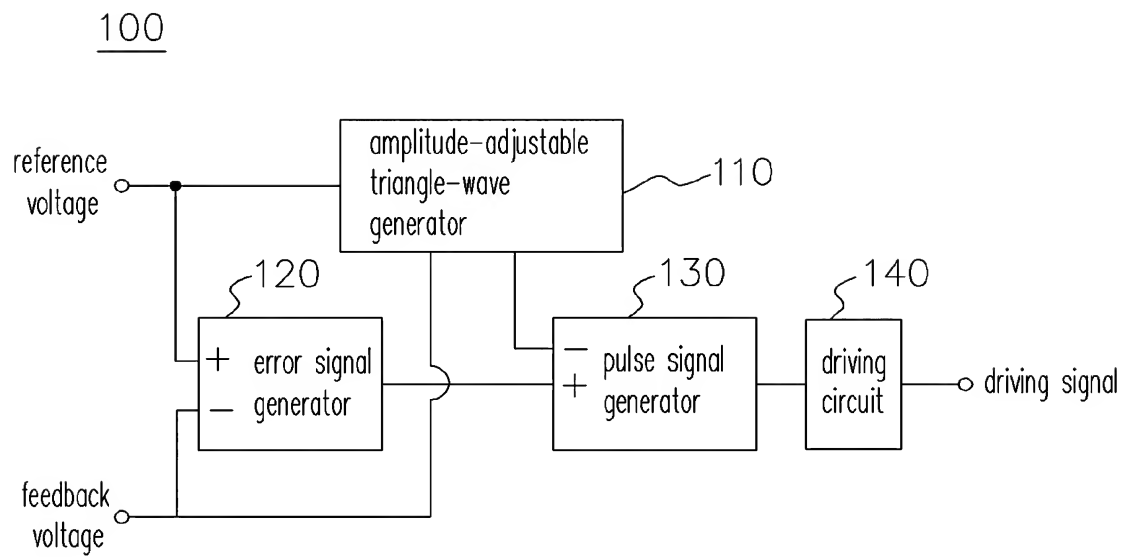 100
amplitude-adjustable
triangle-wave
generator
110
reference
voltage
120
130
140
+ error signal
− generator
− pulse signal
+ generator
driving
circuit
driving signal
feedback
voltage